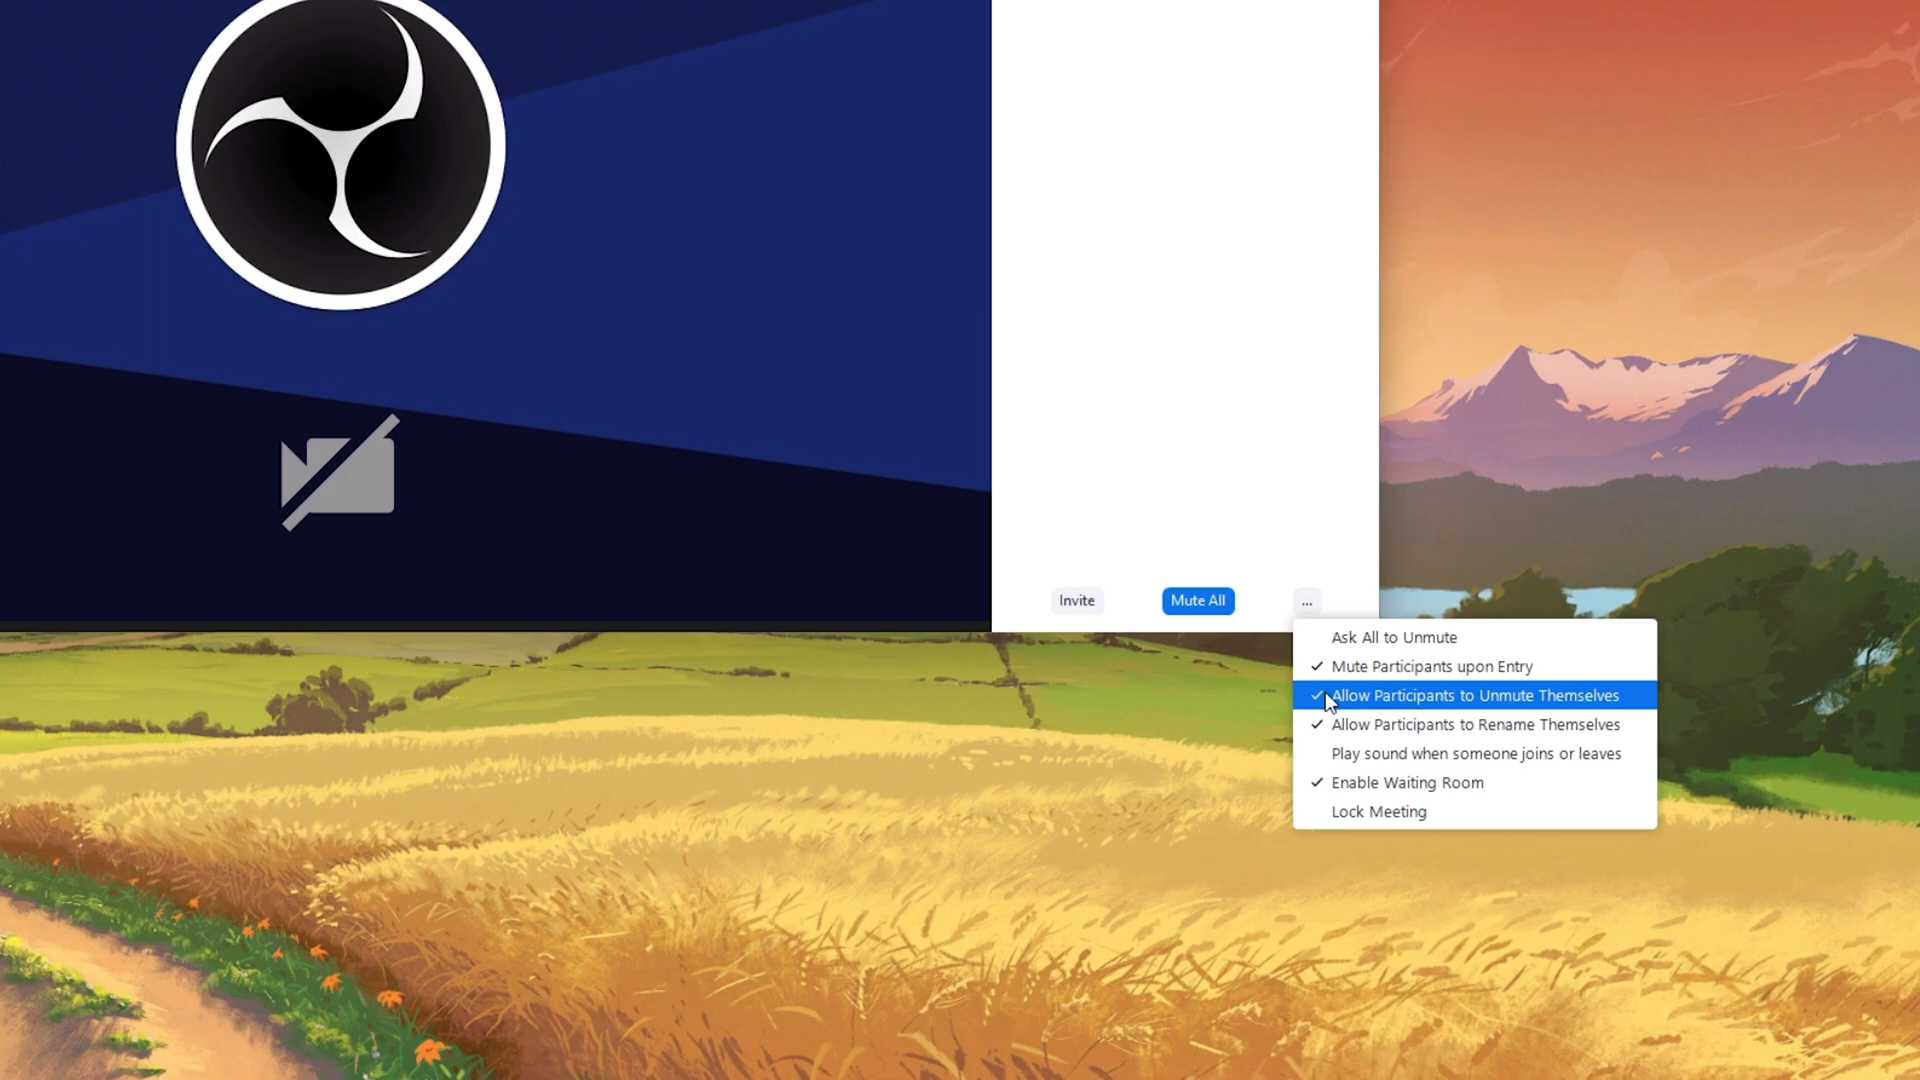 Invite
Mute All
...
Ask All to Unmute
Mute Participants upon Entry
Allow Participants to Unmute Themselves
Allow Participants to Rename Themselves
Play sound when someone joins or leaves
Enable Waiting Room
Lock Meeting